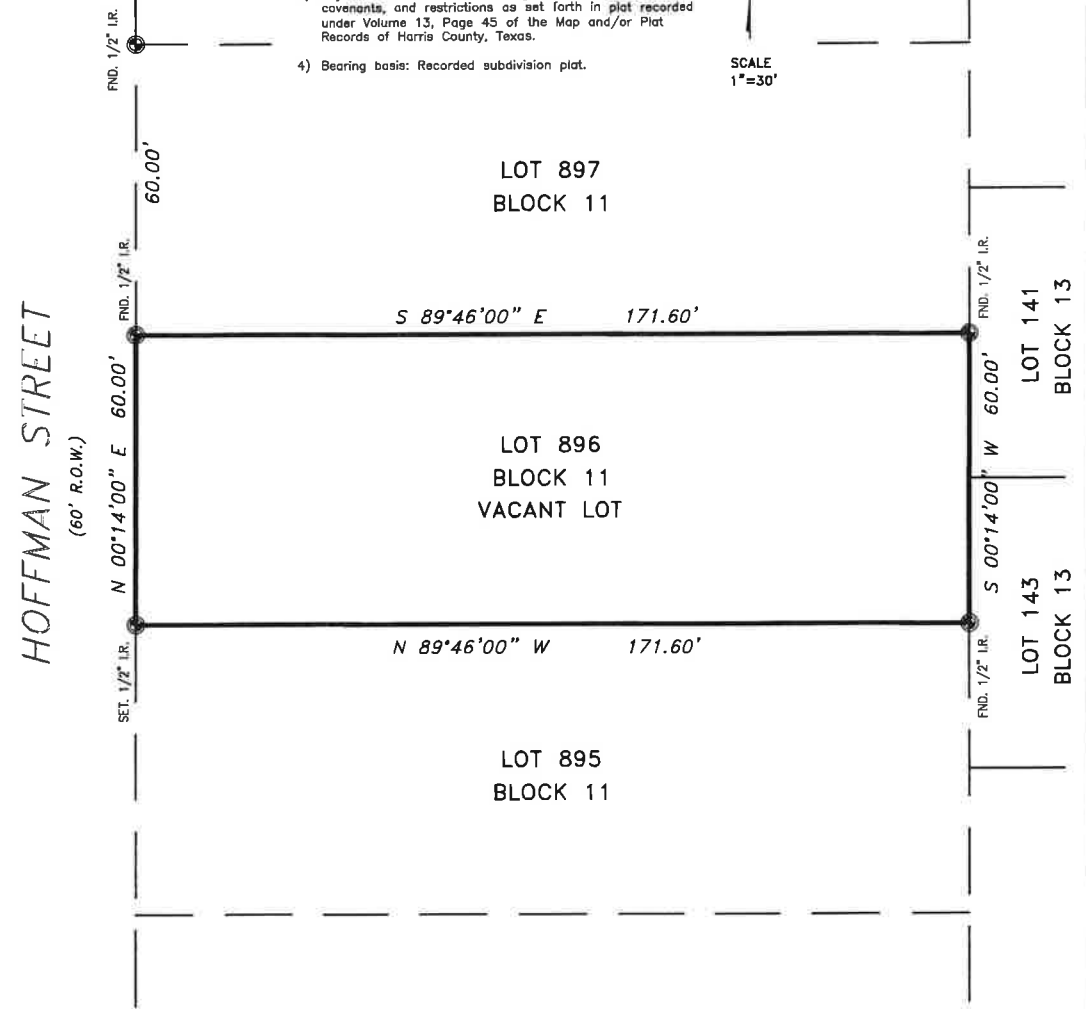 covenants, and restrictions as set forth in plat recorded
under Volume 13, Page 45 of the Map and/or Plat
Records of Harris County, Texas.
4) Bearing basis: Recorded subdivision plat.
SCALE
1"=30'
FND. 1/2" I.R.
60.00'
LOT 897
BLOCK 11
FND. 1/2" I.R.
FND. 1/2" I.R.
S 89°46'00" E 171.60'
HOFFMAN STREET
(60' R.O.W.)
N 00°14'00" E 60.00'
LOT 896
BLOCK 11
VACANT LOT
S 00°14'00" W 60.00'
LOT 141
BLOCK 13
LOT 143
BLOCK 13
N 89°46'00" W 171.60'
SET. 1/2" I.R.
FND. 1/2" I.R.
LOT 895
BLOCK 11